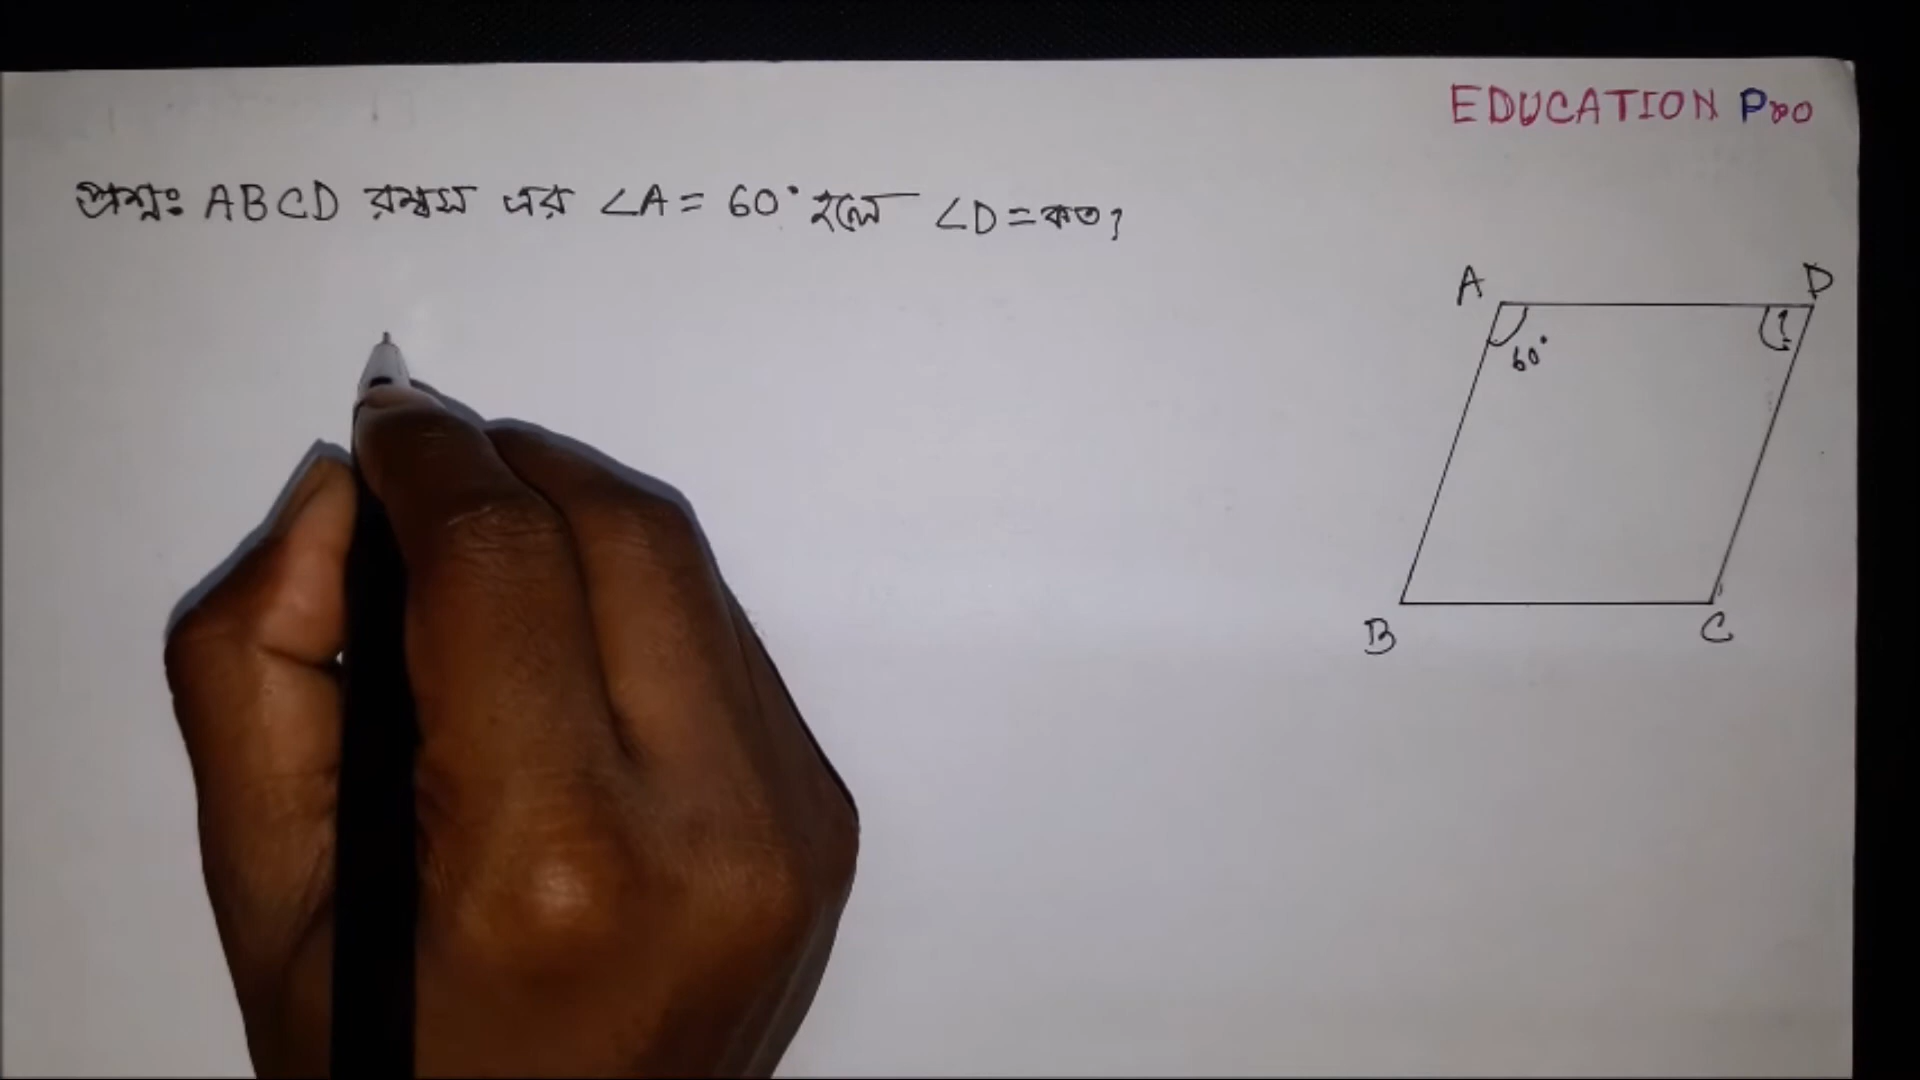 EDUCATION Pro
প্রশ্নঃ ABCD রম্বস এর ∠A = 60° হলে ∠D = কত?
A
D
60°
?
B
C